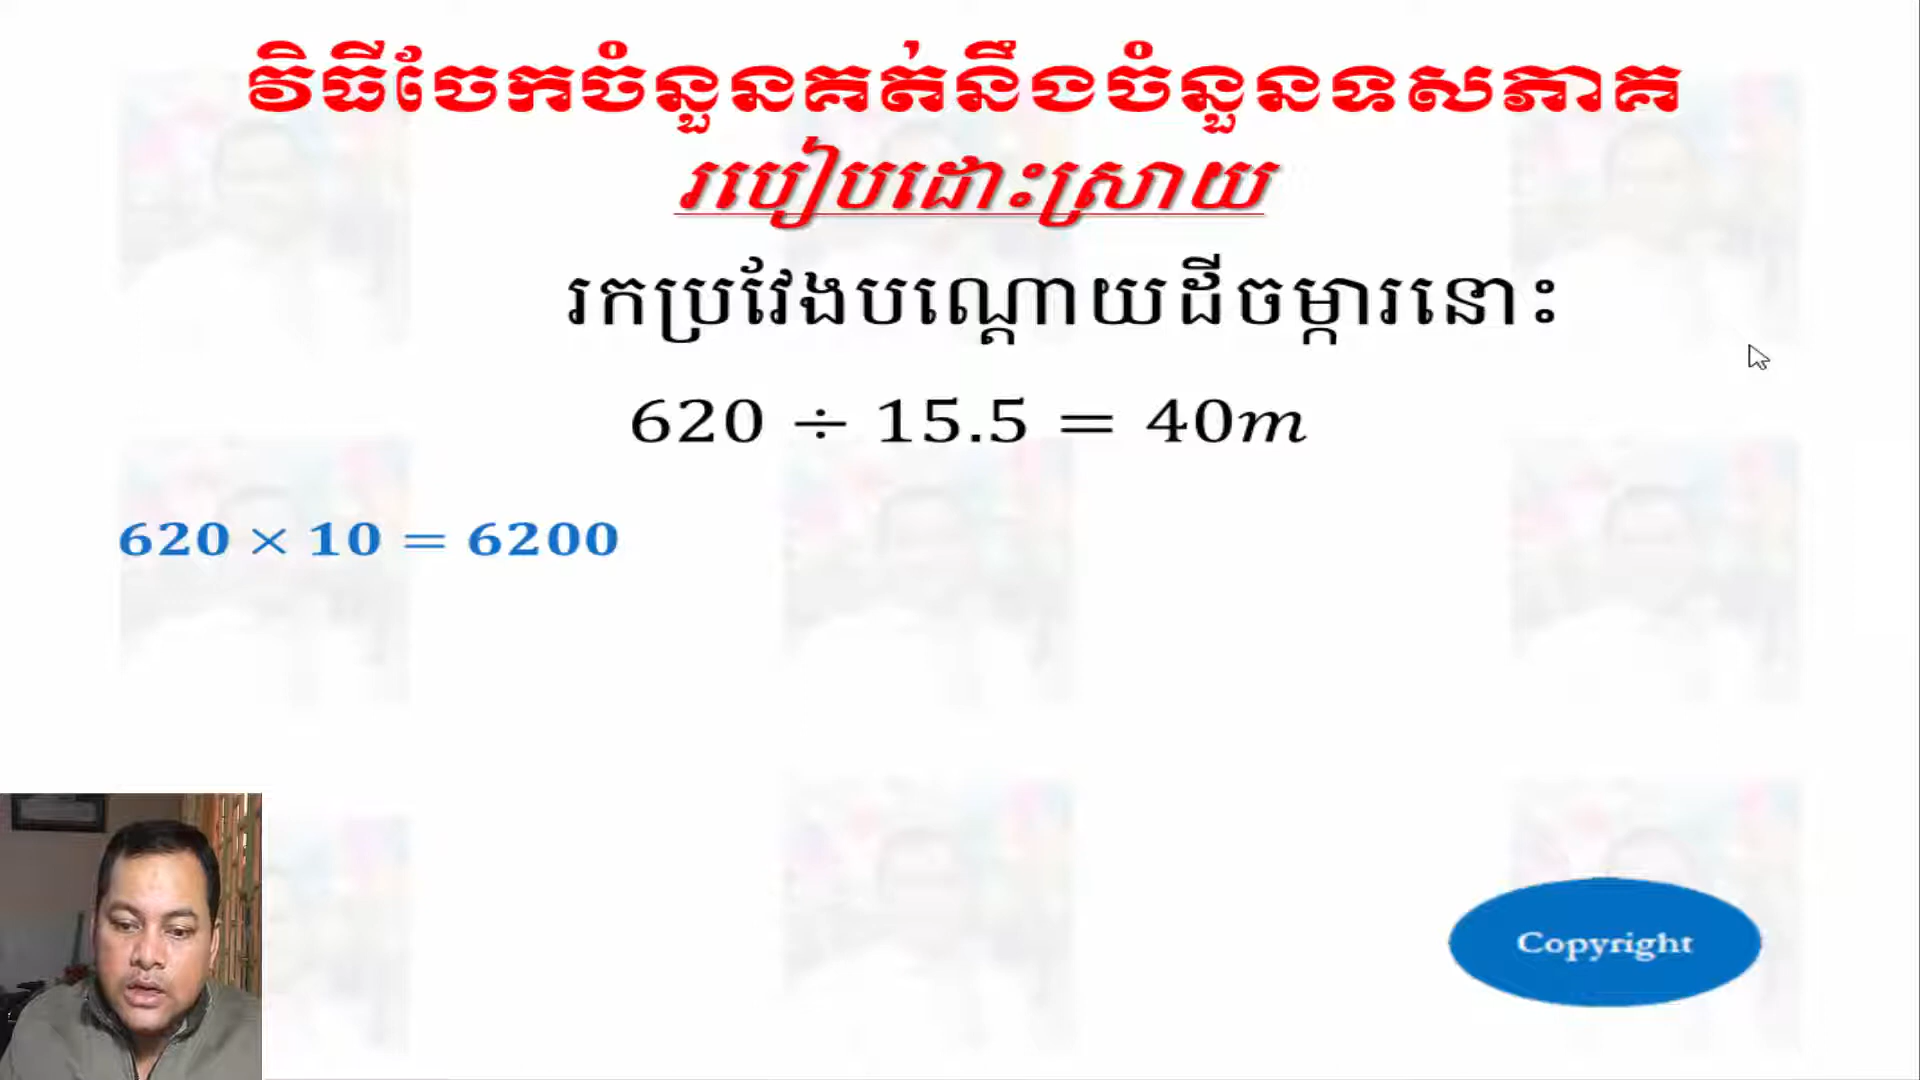 វិធីចែកចំនួនគត់នឹងចំនួនទសភាគ
របៀបដោះស្រាយ
រកប្រវែងបណ្ដោយដីចម្ការនោះ
620 ÷ 15.5 = 40m
620 × 10 = 6200
Copyright